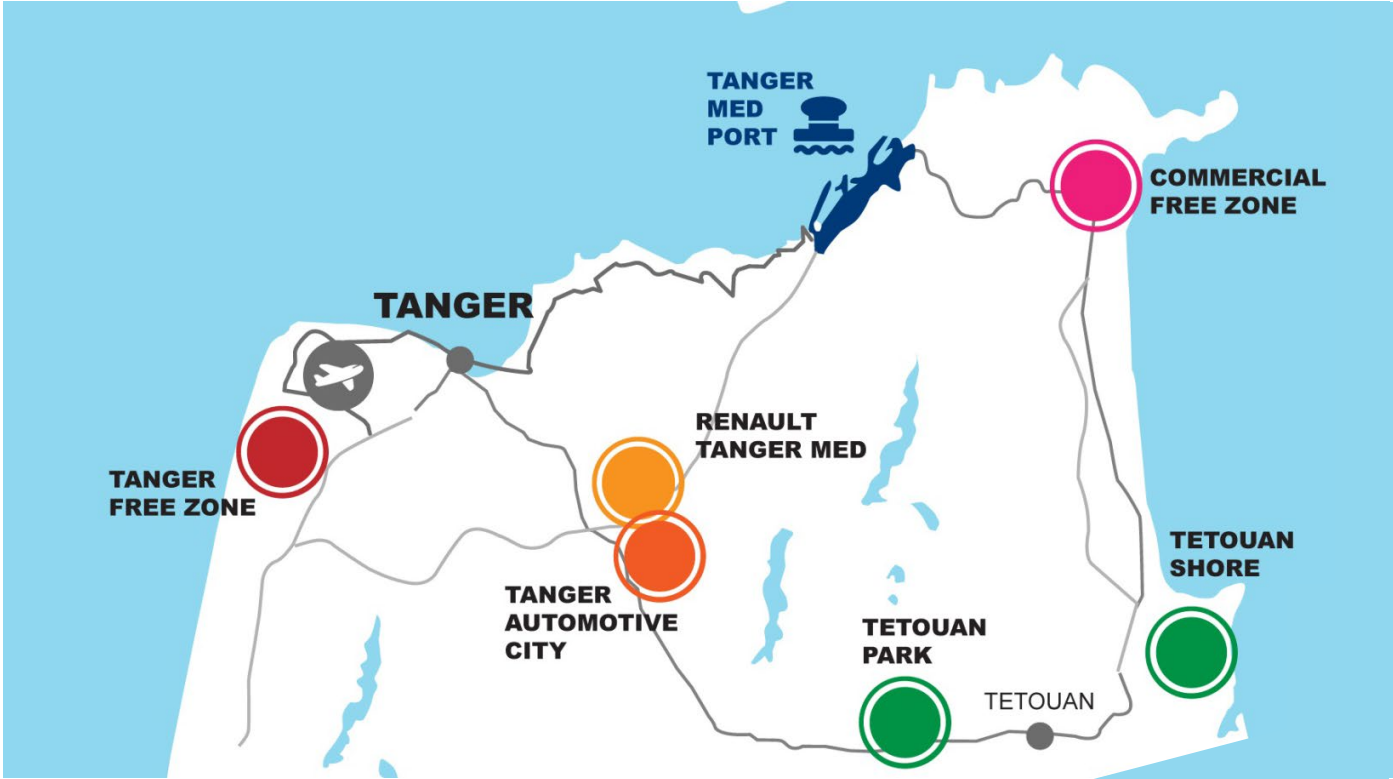 TANGER
MED
PORT
COMMERCIAL
FREE ZONE
TANGER
RENAULT
TANGER MED
TANGER
FREE ZONE
TETOUAN
SHORE
TANGER
AUTOMOTIVE
CITY
TETOUAN
PARK
TETOUAN